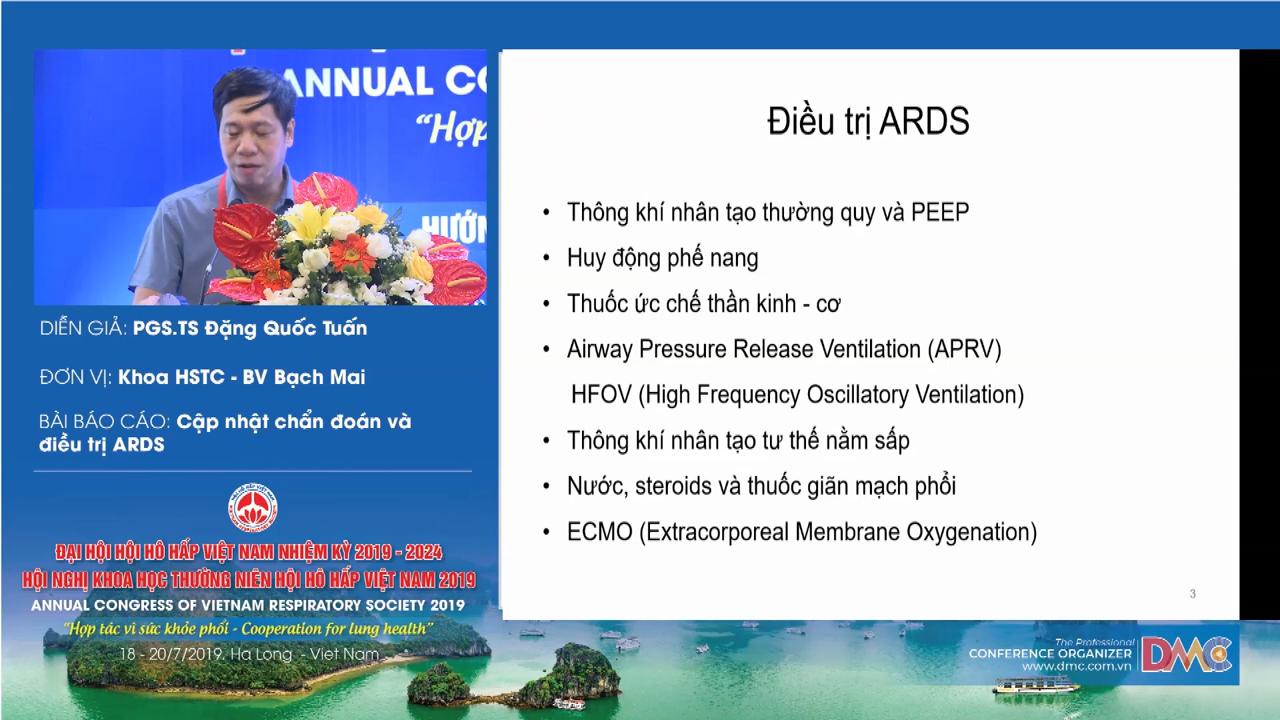 ANNUAL CO
“Hợp
HƯỚN
DIỄN GIẢ: PGS.TS Đặng Quốc Tuấn
ĐƠN VỊ: Khoa HSTC - BV Bạch Mai
BÀI BÁO CÁO: Cập nhật chẩn đoán và
điều trị ARDS
ĐẠI HỘI HỘI HÔ HẤP VIỆT NAM NHIỆM KỲ 2019 - 2024
HỘI NGHỊ KHOA HỌC THƯỜNG NIÊN HỘI HÔ HẤP VIỆT NAM 2019
ANNUAL CONGRESS OF VIETNAM RESPIRATORY SOCIETY 2019
“Hợp tác vì sức khỏe phổi - Cooperation for lung health”
18 - 20/7/2019. Ha Long - Viet Nam
Điều trị ARDS
• Thông khí nhân tạo thường quy và PEEP
• Huy động phế nang
• Thuốc ức chế thần kinh - cơ
• Airway Pressure Release Ventilation (APRV)
HFOV (High Frequency Oscillatory Ventilation)
• Thông khí nhân tạo tư thế nằm sấp
• Nước, steroids và thuốc giãn mạch phổi
• ECMO (Extracorporeal Membrane Oxygenation)
3
The Professional
CONFERENCE ORGANIZER
www.dmc.com.vn
DMC